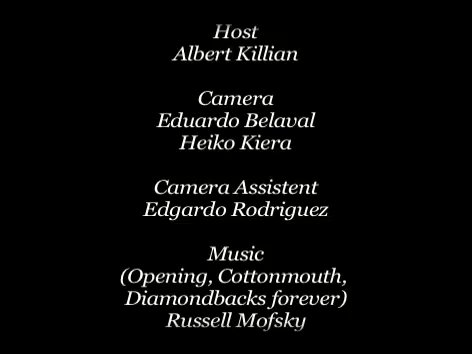 Host
Albert Killian
Camera
Eduardo Belaval
Heiko Kiera
Camera Assistent
Edgardo Rodriguez
Music
(Opening, Cottonmouth,
Diamondbacks forever)
Russell Mofsky